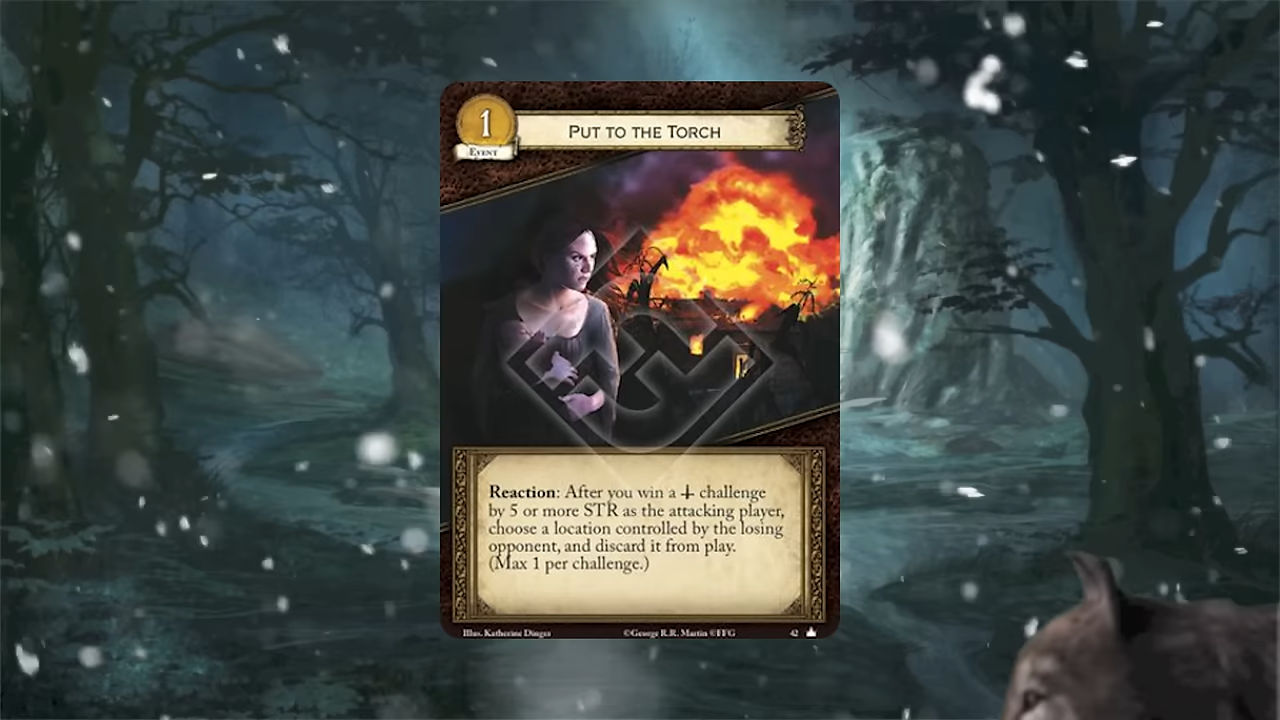 1
PUT TO THE TORCH
EVENT
Reaction: After you win a challenge
by 5 or more STR as the attacking player,
choose a location controlled by the losing
opponent, and discard it from play.
(Max 1 per challenge.)
Illus. Katherine Dinger
©George R.R. Martin ©FFG
42